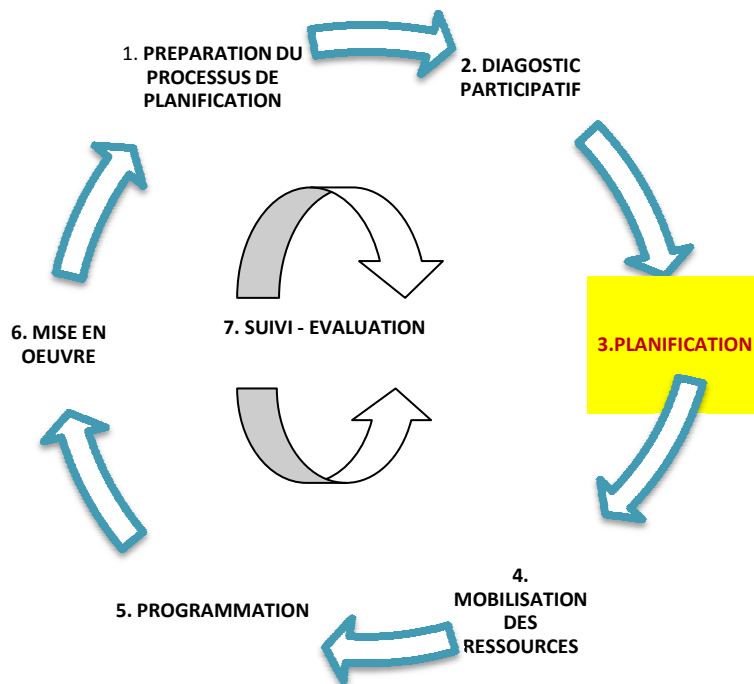 1. PREPARATION DU
PROCESSUS DE
PLANIFICATION
2. DIAGOSTIC
PARTICIPATIF
3.PLANIFICATION
4.
MOBILISATION
DES
RESSOURCES
5. PROGRAMMATION
6. MISE EN
OEUVRE
7. SUIVI - EVALUATION